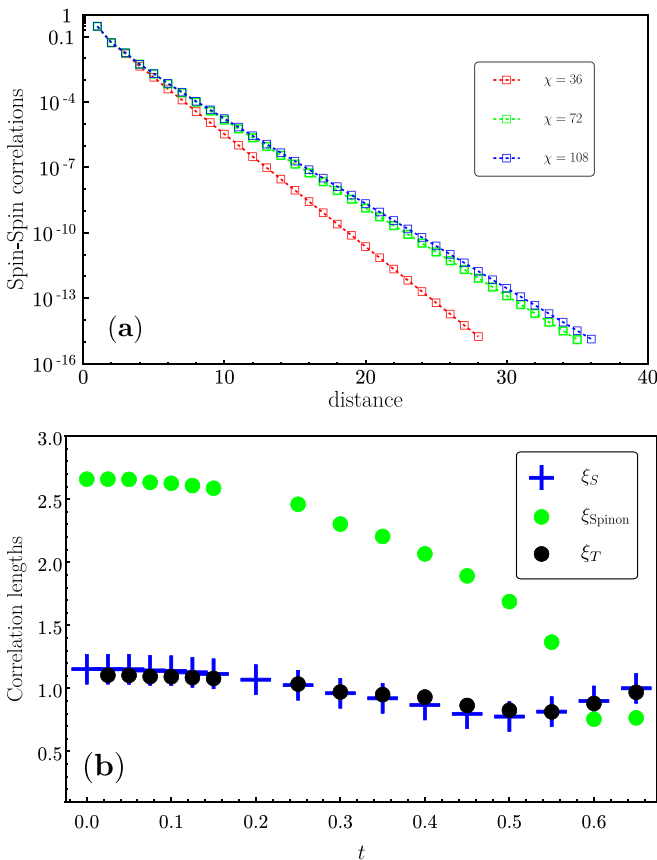 1
0.1
10⁻⁴
10⁻⁷
10⁻¹⁰
10⁻¹³
10⁻¹⁶
Spin-Spin correlations
χ = 36
χ = 72
χ = 108
(a)
0 10 20 30 40
distance
3.0
2.5
2.0
1.5
1.0
0.5
Correlation lengths
ξ_S
ξ_Spinon
ξ_T
(b)
0.0 0.1 0.2 0.3 0.4 0.5 0.6
t